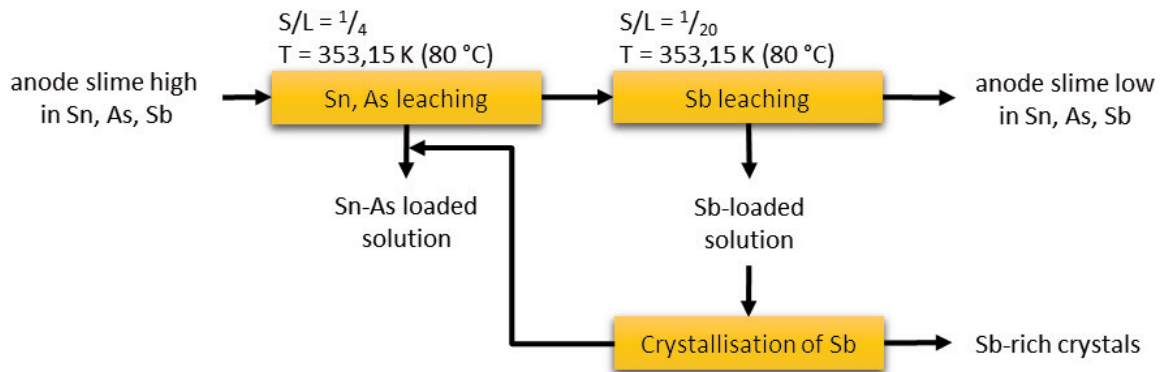 S/L = 1/4
T = 353,15 K (80 °C)
S/L = 1/20
T = 353,15 K (80 °C)
anode slime high
in Sn, As, Sb
Sn, As leaching
Sb leaching
anode slime low
in Sn, As, Sb
Sn-As loaded
solution
Sb-loaded
solution
Crystallisation of Sb
Sb-rich crystals